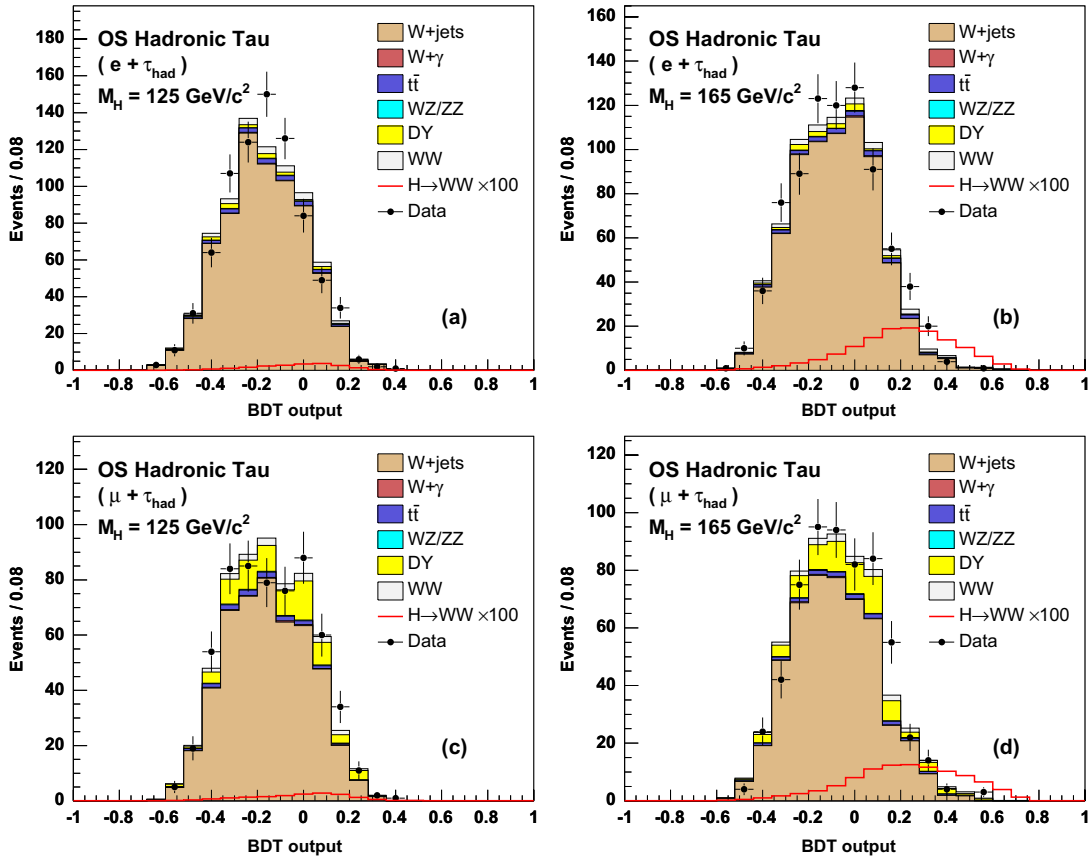 OS Hadronic Tau
( e + τ_had )
M_H = 125 GeV/c²
W+jets
W+γ
tt̄
WZ/ZZ
DY
WW
H→WW ×100
Data
(a)
Events / 0.08
0 20 40 60 80 100 120 140 160 180
-1 -0.8 -0.6 -0.4 -0.2 0 0.2 0.4 0.6 0.8 1
BDT output
OS Hadronic Tau
( e + τ_had )
M_H = 165 GeV/c²
W+jets
W+γ
tt̄
WZ/ZZ
DY
WW
H→WW ×100
Data
(b)
Events / 0.08
0 20 40 60 80 100 120 140 160
-1 -0.8 -0.6 -0.4 -0.2 0 0.2 0.4 0.6 0.8 1
BDT output
OS Hadronic Tau
( μ + τ_had )
M_H = 125 GeV/c²
W+jets
W+γ
tt̄
WZ/ZZ
DY
WW
H→WW ×100
Data
(c)
Events / 0.08
0 20 40 60 80 100 120
-1 -0.8 -0.6 -0.4 -0.2 0 0.2 0.4 0.6 0.8 1
BDT output
OS Hadronic Tau
( μ + τ_had )
M_H = 165 GeV/c²
W+jets
W+γ
tt̄
WZ/ZZ
DY
WW
H→WW ×100
Data
(d)
Events / 0.08
0 20 40 60 80 100 120
-1 -0.8 -0.6 -0.4 -0.2 0 0.2 0.4 0.6 0.8 1
BDT output